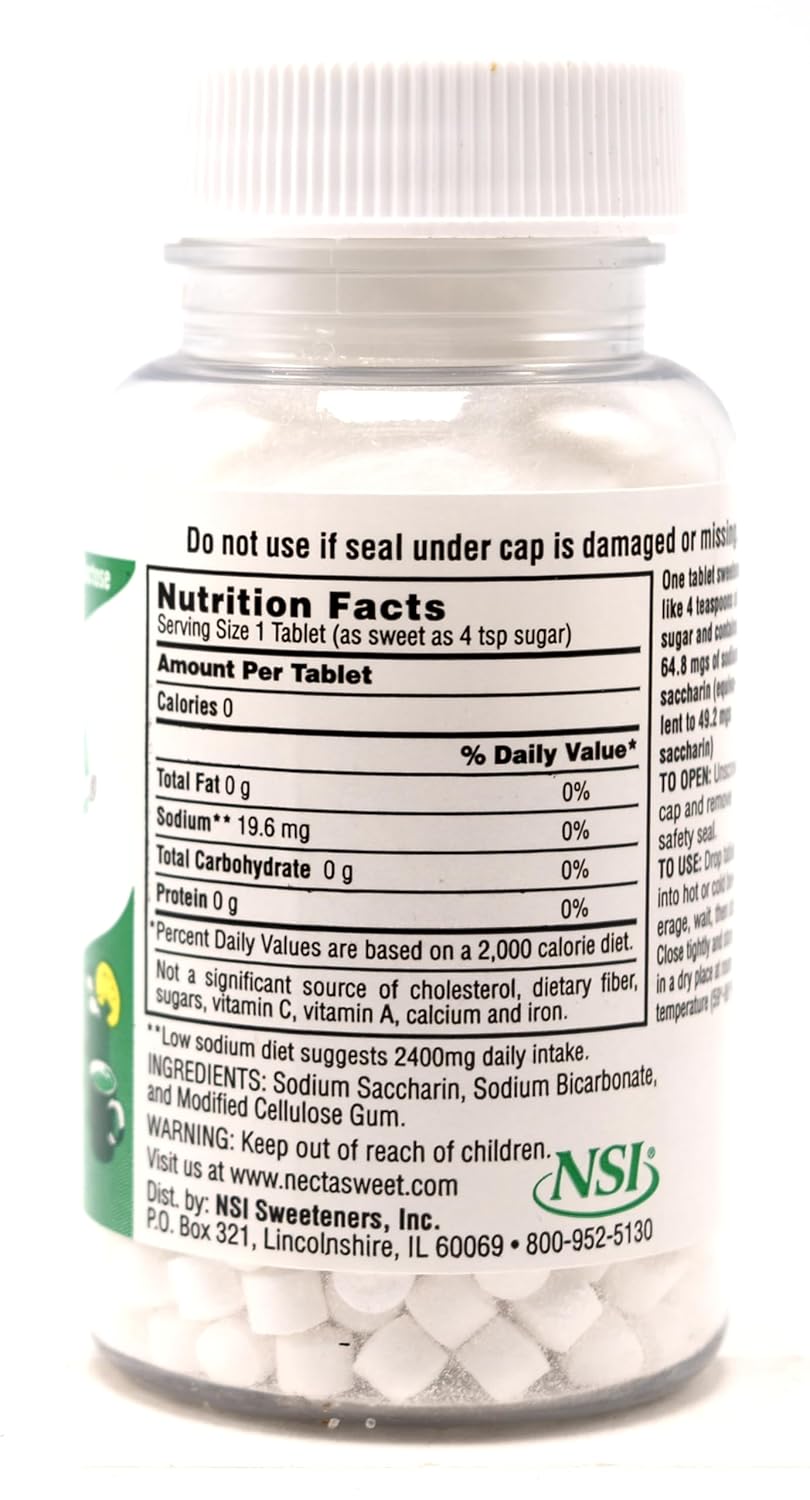 Do not use if seal under cap is damaged or missing
Nutrition Facts
Serving Size 1 Tablet (as sweet as 4 tsp sugar)
Amount Per Tablet
Calories 0
% Daily Value*
Total Fat 0 g 0%
Sodium** 19.6 mg 0%
Total Carbohydrate 0 g 0%
Protein 0 g 0%
*Percent Daily Values are based on a 2,000 calorie diet.
Not a significant source of cholesterol, dietary fiber,
sugars, vitamin C, vitamin A, calcium and iron.
**Low sodium diet suggests 2400mg daily intake.
INGREDIENTS: Sodium Saccharin, Sodium Bicarbonate,
and Modified Cellulose Gum.
WARNING: Keep out of reach of children.
Visit us at www.nectasweet.com
Dist. by: NSI Sweeteners, Inc.
P.O. Box 321, Lincolnshire, IL 60069 • 800-952-5130
NSI®
One tablet
like 4 teaspoons
sugar and
64.8 mgs of
saccharin
lent to 49.2 mgs
saccharin)
TO OPEN:
cap and remove
safety seal.
TO USE: Drop
into hot or cold
erage, wait, then
Close tightly and
in a dry place at
temperature